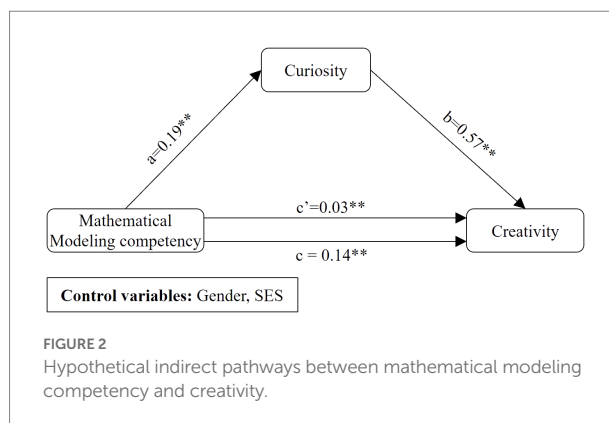 Curiosity
a=0.19**
b=0.57**
c'=0.03**
Mathematical
Modeling competency
Creativity
c = 0.14**
Control variables: Gender, SES
FIGURE 2
Hypothetical indirect pathways between mathematical modeling
competency and creativity.